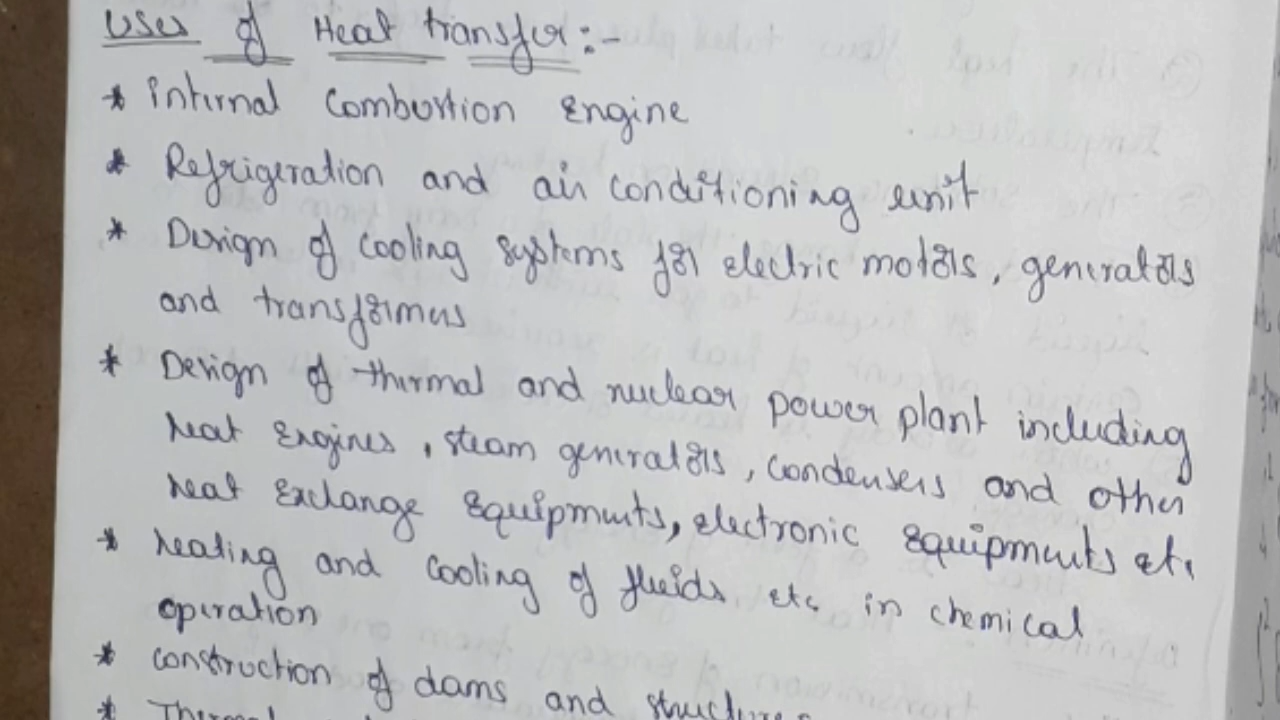 Uses of Heat transfer:-
* internal Combustion Engine
* Refrigeration and air conditioning unit
* Design of cooling systems for electric motors, generators
and transformers
* Design of thermal and nuclear power plant including
heat Engines, steam generators, condensers and other
heat Exchange Equipments, electronic Equipments etc.
* heating and Cooling of fluids etc. in chemical
operation
* construction of dams and structures
* Thermal